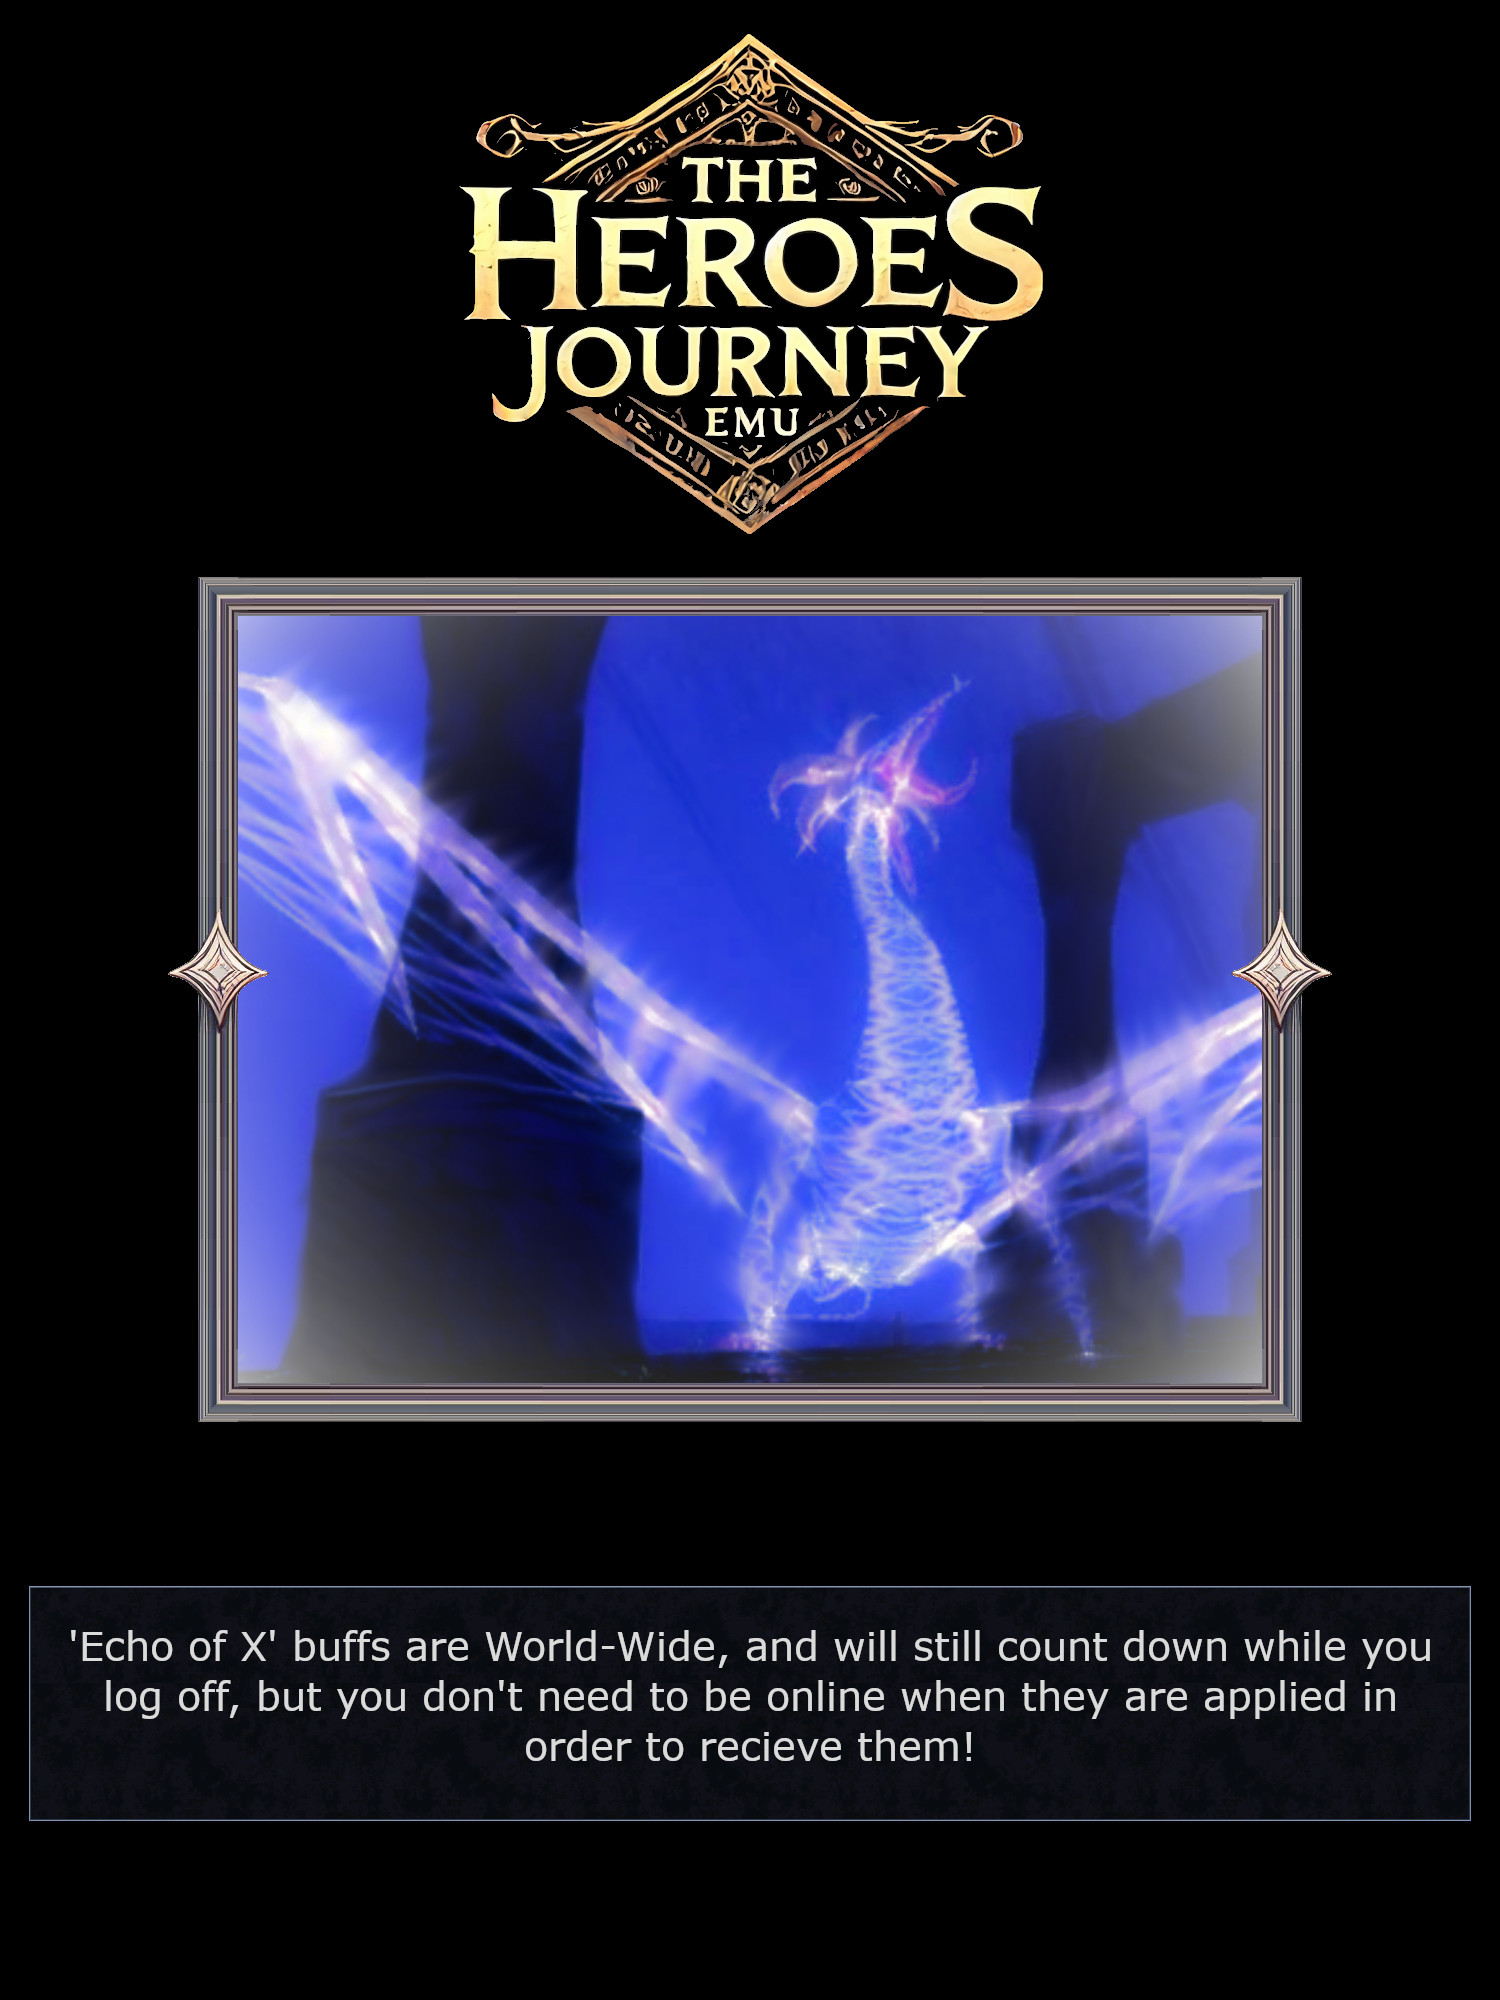 THE
HEROES
JOURNEY
EMU
'Echo of X' buffs are World-Wide, and will still count down while you
log off, but you don't need to be online when they are applied in
order to recieve them!